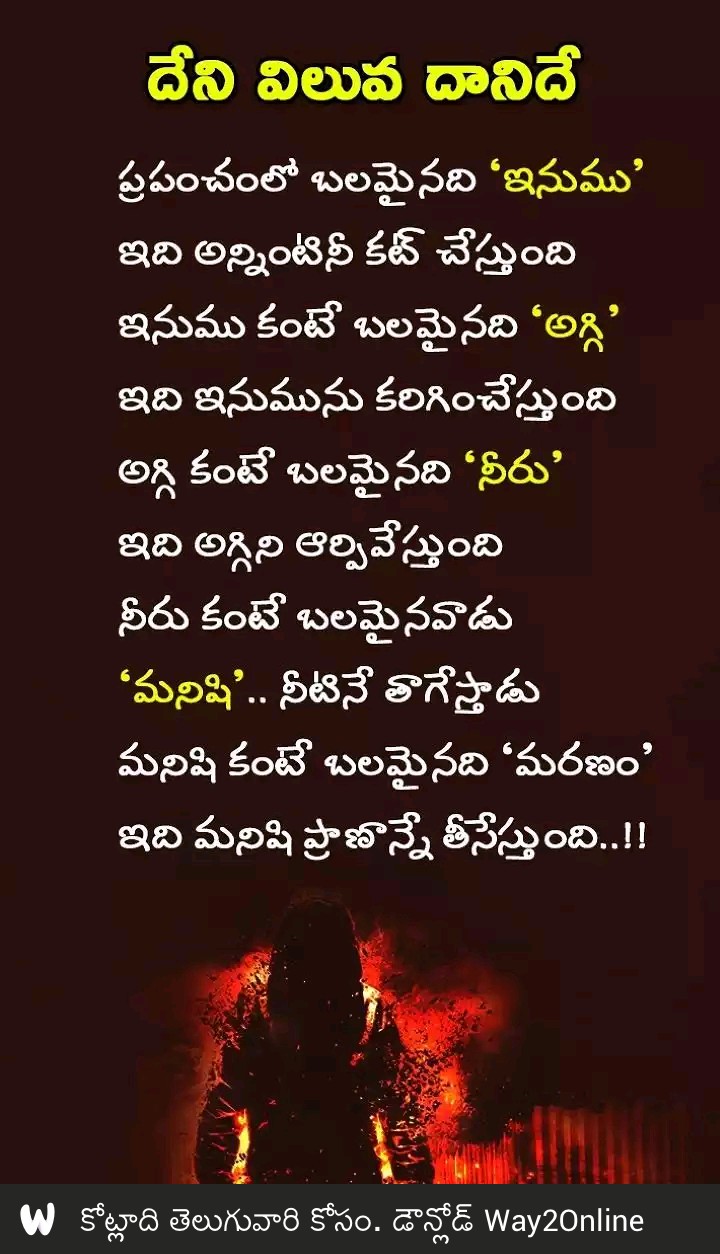 దేని విలువ దానిదే
ప్రపంచంలో బలమైనది ‘ఇనుము’
ఇది అన్నింటినీ కట్ చేస్తుంది
ఇనుము కంటే బలమైనది ‘అగ్గి’
ఇది ఇనుమును కరిగించేస్తుంది
అగ్గి కంటే బలమైనది ‘నీరు’
ఇది అగ్గిని ఆర్పివేస్తుంది
నీరు కంటే బలమైనవాడు
‘మనిషి’.. నీటినే తాగేస్తాడు
మనిషి కంటే బలమైనది ‘మరణం’
ఇది మనిషి ప్రాణాన్నే తీసేస్తుంది..!!
W కోట్లాది తెలుగువారి కోసం. డౌన్లోడ్ Way2Online